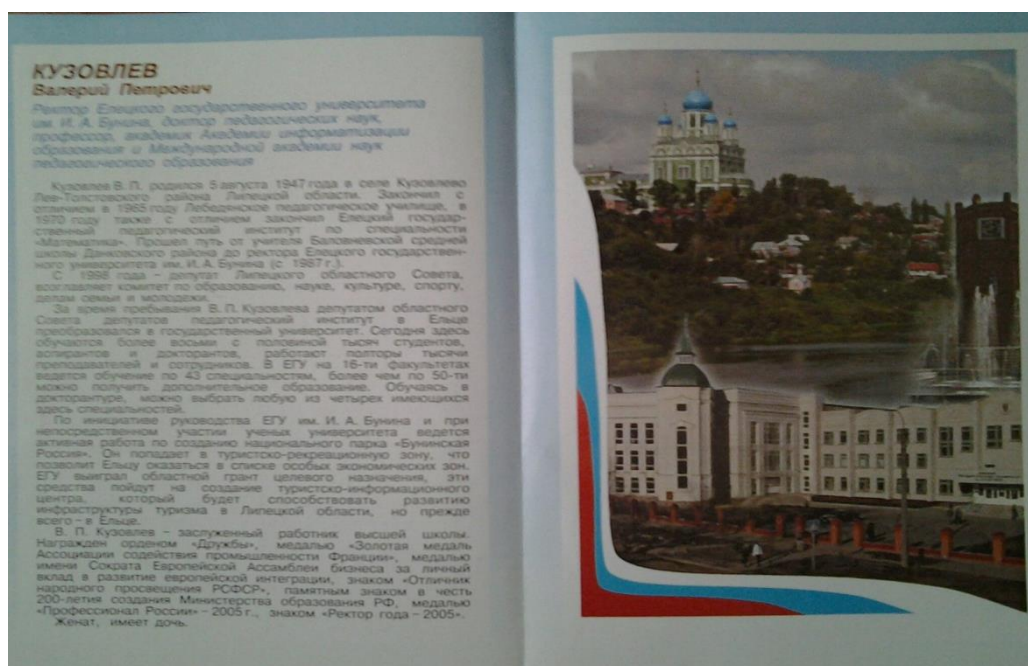 КУЗОВЛЕВ
Валерий Петрович
Ректор Елецкого государственного университета
им. И. А. Бунина, доктор педагогических наук,
профессор, академик Академии информатизации
образования и Международной академии наук
педагогического образования
Кузовлев В. П. родился 5 августа 1947 года в селе Кузовлево
Лев-Толстовского района Липецкой области. Закончил с
отличием в 1965 году Лебедянское педагогическое училище, в
1970 году также с отличием закончил Елецкий государ-
ственный педагогический институт по специальности
«Математика». Прошел путь от учителя Баловневской средней
школы Данковского района до ректора Елецкого государствен-
ного университета им. И. А. Бунина (с 1987 г.).
С 1998 года – депутат Липецкого областного Совета,
возглавляет комитет по образованию, науке, культуре, спорту,
делам семьи и молодежи.
За время пребывания В. П. Кузовлева депутатом областного
Совета депутатов педагогический институт в Ельце
преобразовался в государственный университет. Сегодня здесь
обучаются более восьми с половиной тысяч студентов,
аспирантов и докторантов, работают полторы тысячи
преподавателей и сотрудников. В ЕГУ на 16-ти факультетах
ведется обучение по 43 специальностям, более чем по 50-ти
можно получить дополнительное образование. Обучаясь в
докторантуре, можно выбрать любую из четырех имеющихся
здесь специальностей.
По инициативе руководства ЕГУ им. И. А. Бунина и при
непосредственном участии ученых университета ведется
активная работа по созданию национального парка «Бунинская
Россия». Он попадает в туристско-рекреационную зону, что
позволит Ельцу оказаться в списке особых экономических зон.
ЕГУ выиграл областной грант целевого назначения, эти
средства пойдут на создание туристско-информационного
центра, который будет способствовать развитию
инфраструктуры туризма в Липецкой области, но прежде
всего – в Ельце.
В. П. Кузовлев – заслуженный работник высшей школы.
Награжден орденом «Дружбы», медалью «Золотая медаль
Ассоциации содействия промышленности Франции», медалью
имени Сократа Европейской Ассамблеи бизнеса за личный
вклад в развитие европейской интеграции, знаком «Отличник
народного просвещения РСФСР», памятным знаком в честь
200-летия создания Министерства образования РФ, медалью
«Профессионал России» – 2005 г., знаком «Ректор года – 2005».
Женат, имеет дочь.